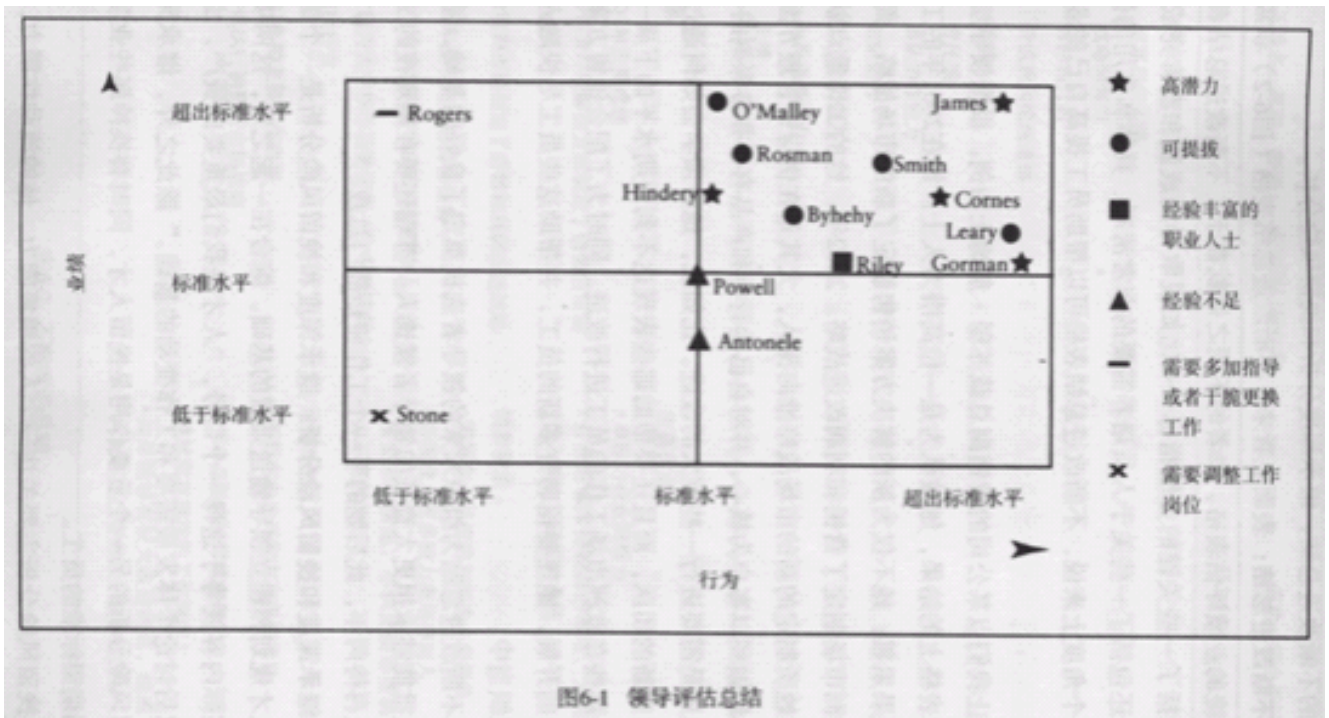 超出标准水平
Rogers
O"Malley
James
高潜力
Rosman
Smith
可提拔
Hindery
Cornes
Byhehy
Leary
经验丰富的
职业人士
Riley
Gorman
业绩
标准水平
Powell
经验不足
Antonele
需要多加指导
或者干脆更换
工作
低于标准水平
Stone
需要调整工作
岗位
低于标准水平
标准水平
超出标准水平
行为
图6-1 领导评估总结